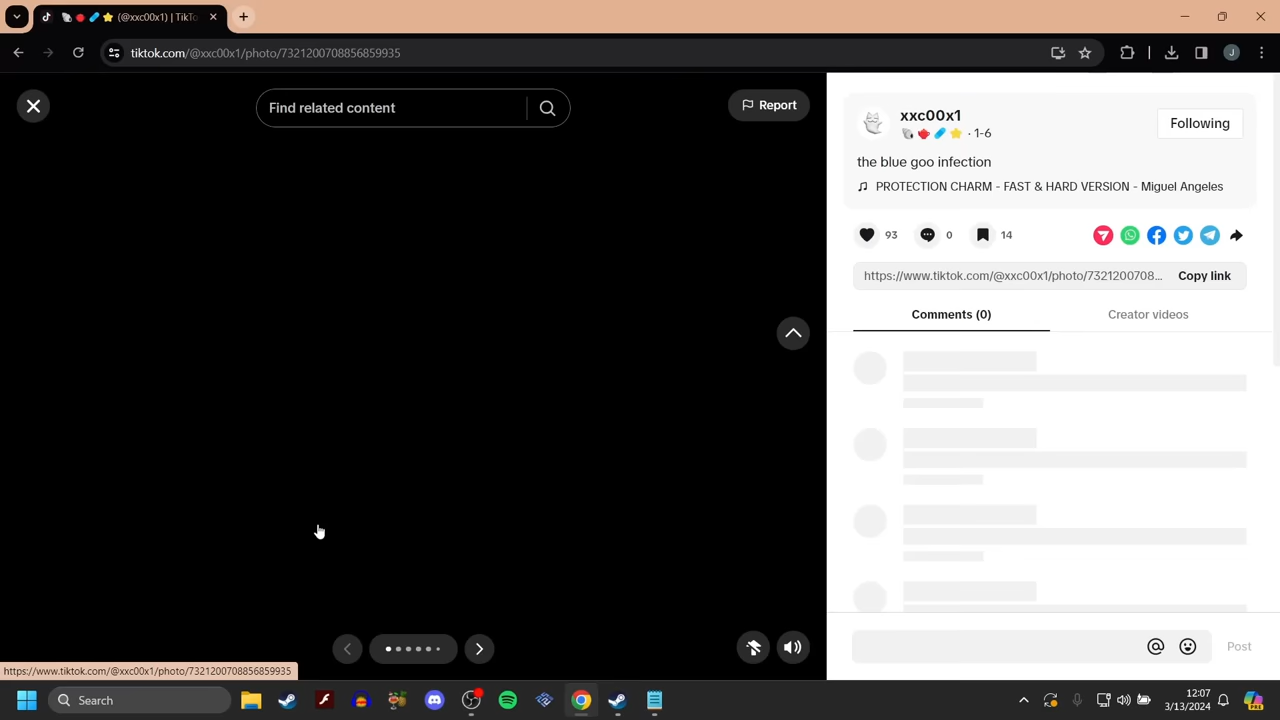 (@xxc00x1) | TikTo
tiktok.com/@xxc00x1/photo/7321200708856859935
J
Find related content
Report
xxc00x1
· 1-6
Following
the blue goo infection
PROTECTION CHARM - FAST & HARD VERSION - Miguel Angeles
93
0
14
https://www.tiktok.com/@xxc00x1/photo/7321200708...
Copy link
Comments (0)
Creator videos
Post
https://www.tiktok.com/@xxc00x1/photo/7321200708856859935
Search
12:07
3/13/2024
PRE